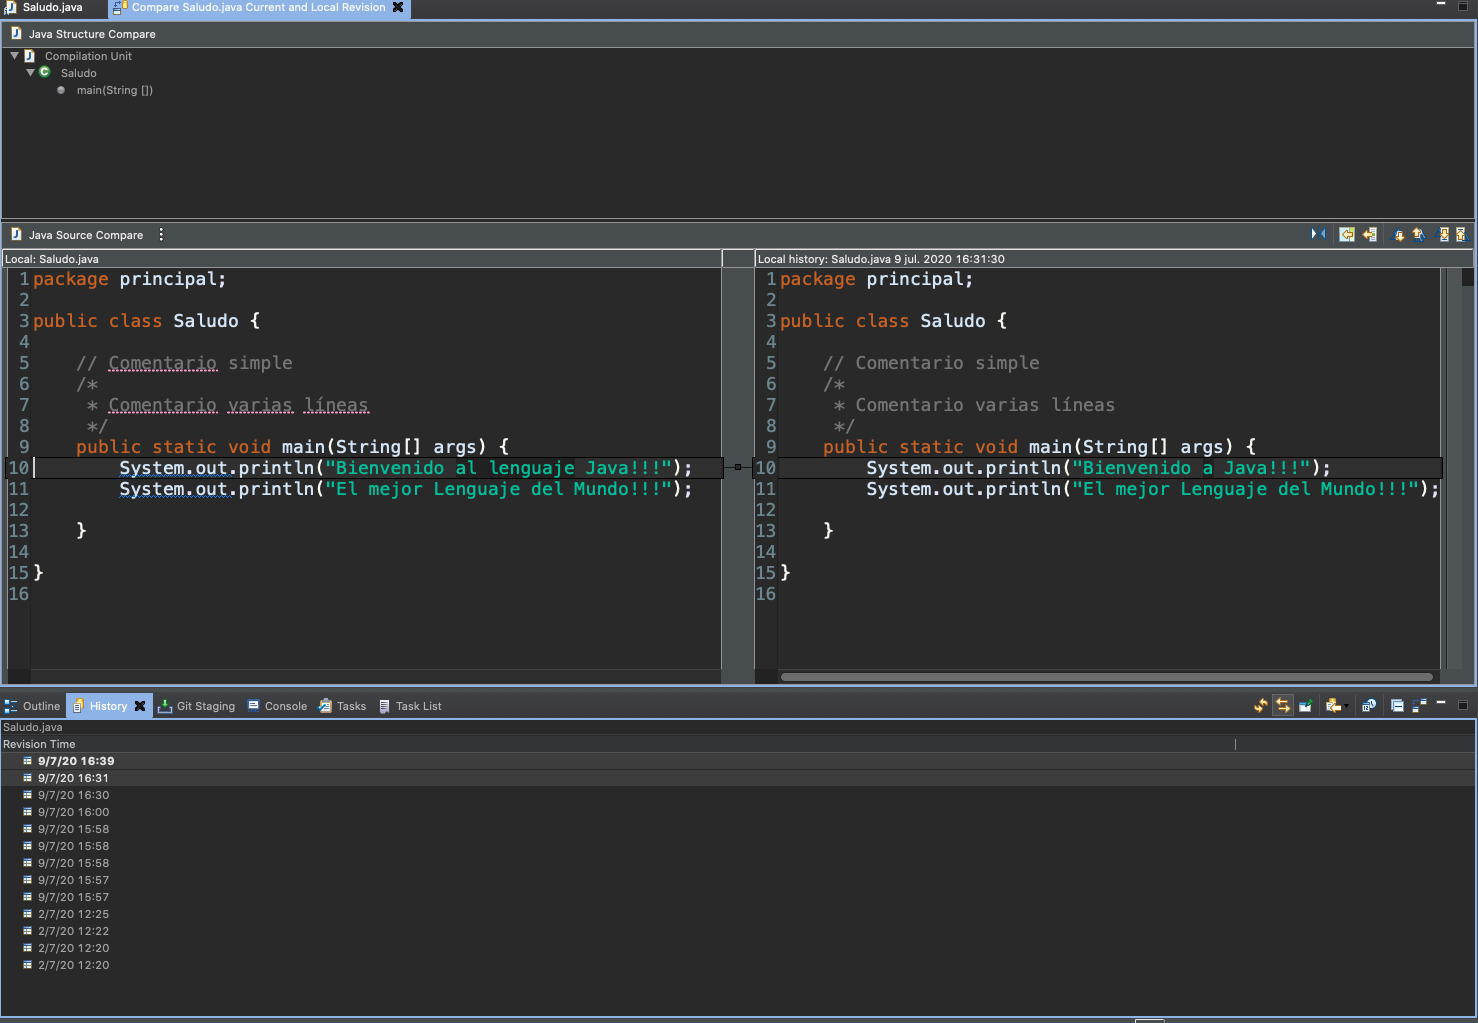 Saludo.java
Compare Saludo.java Current and Local Revision
Java Structure Compare
Compilation Unit
Saludo
main(String [])
Java Source Compare
Local: Saludo.java
1 package principal;
2
3 public class Saludo {
4
5 // Comentario simple
6 /*
7 * Comentario varias líneas
8 */
9 public static void main(String[] args) {
10 System.out.println("Bienvenido al lenguaje Java!!!");
11 System.out.println("El mejor Lenguaje del Mundo!!!");
12
13 }
14
15 }
16
Local history: Saludo.java 9 jul. 2020 16:31:30
1 package principal;
2
3 public class Saludo {
4
5 // Comentario simple
6 /*
7 * Comentario varias líneas
8 */
9 public static void main(String[] args) {
10 System.out.println("Bienvenido a Java!!!");
11 System.out.println("El mejor Lenguaje del Mundo!!!");
12
13 }
14
15 }
16
Outline
History
Git Staging
Console
Tasks
Task List
Saludo.java
Revision Time
9/7/20 16:39
9/7/20 16:31
9/7/20 16:30
9/7/20 16:00
9/7/20 15:58
9/7/20 15:58
9/7/20 15:58
9/7/20 15:57
9/7/20 15:57
2/7/20 12:25
2/7/20 12:22
2/7/20 12:20
2/7/20 12:20